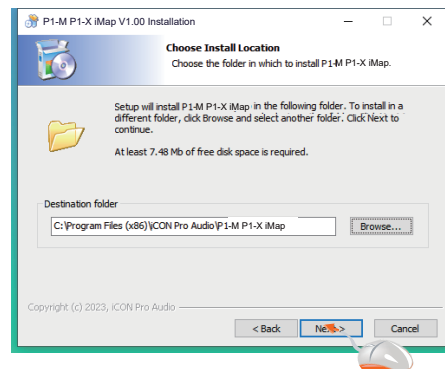 P1-M P1-X iMap V1.00 Installation
Choose Install Location
Choose the folder in which to install P1-M P1-X iMap.
Setup will install P1-M P1-X iMap in the following folder. To install in a
different folder, click Browse and select another folder. Click Next to
continue.
At least 7.48 Mb of free disk space is required.
Destination folder
C:\Program Files (x86)\iCON Pro Audio\P1-M P1-X iMap
Browse...
Copyright (c) 2023, iCON Pro Audio
< Back
Next >
Cancel